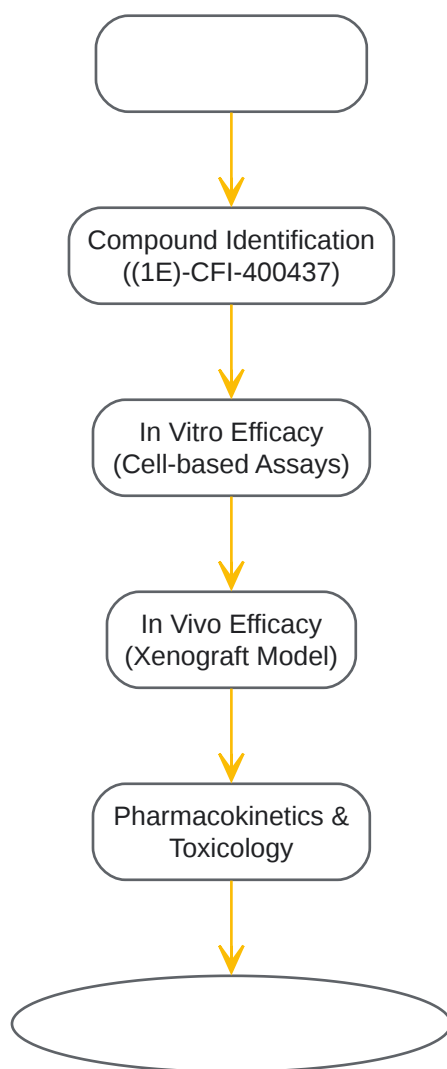 Compound Identification
((1E)-CFI-400437)
In Vitro Efficacy
(Cell-based Assays)
In Vivo Efficacy
(Xenograft Model)
Pharmacokinetics &
Toxicology